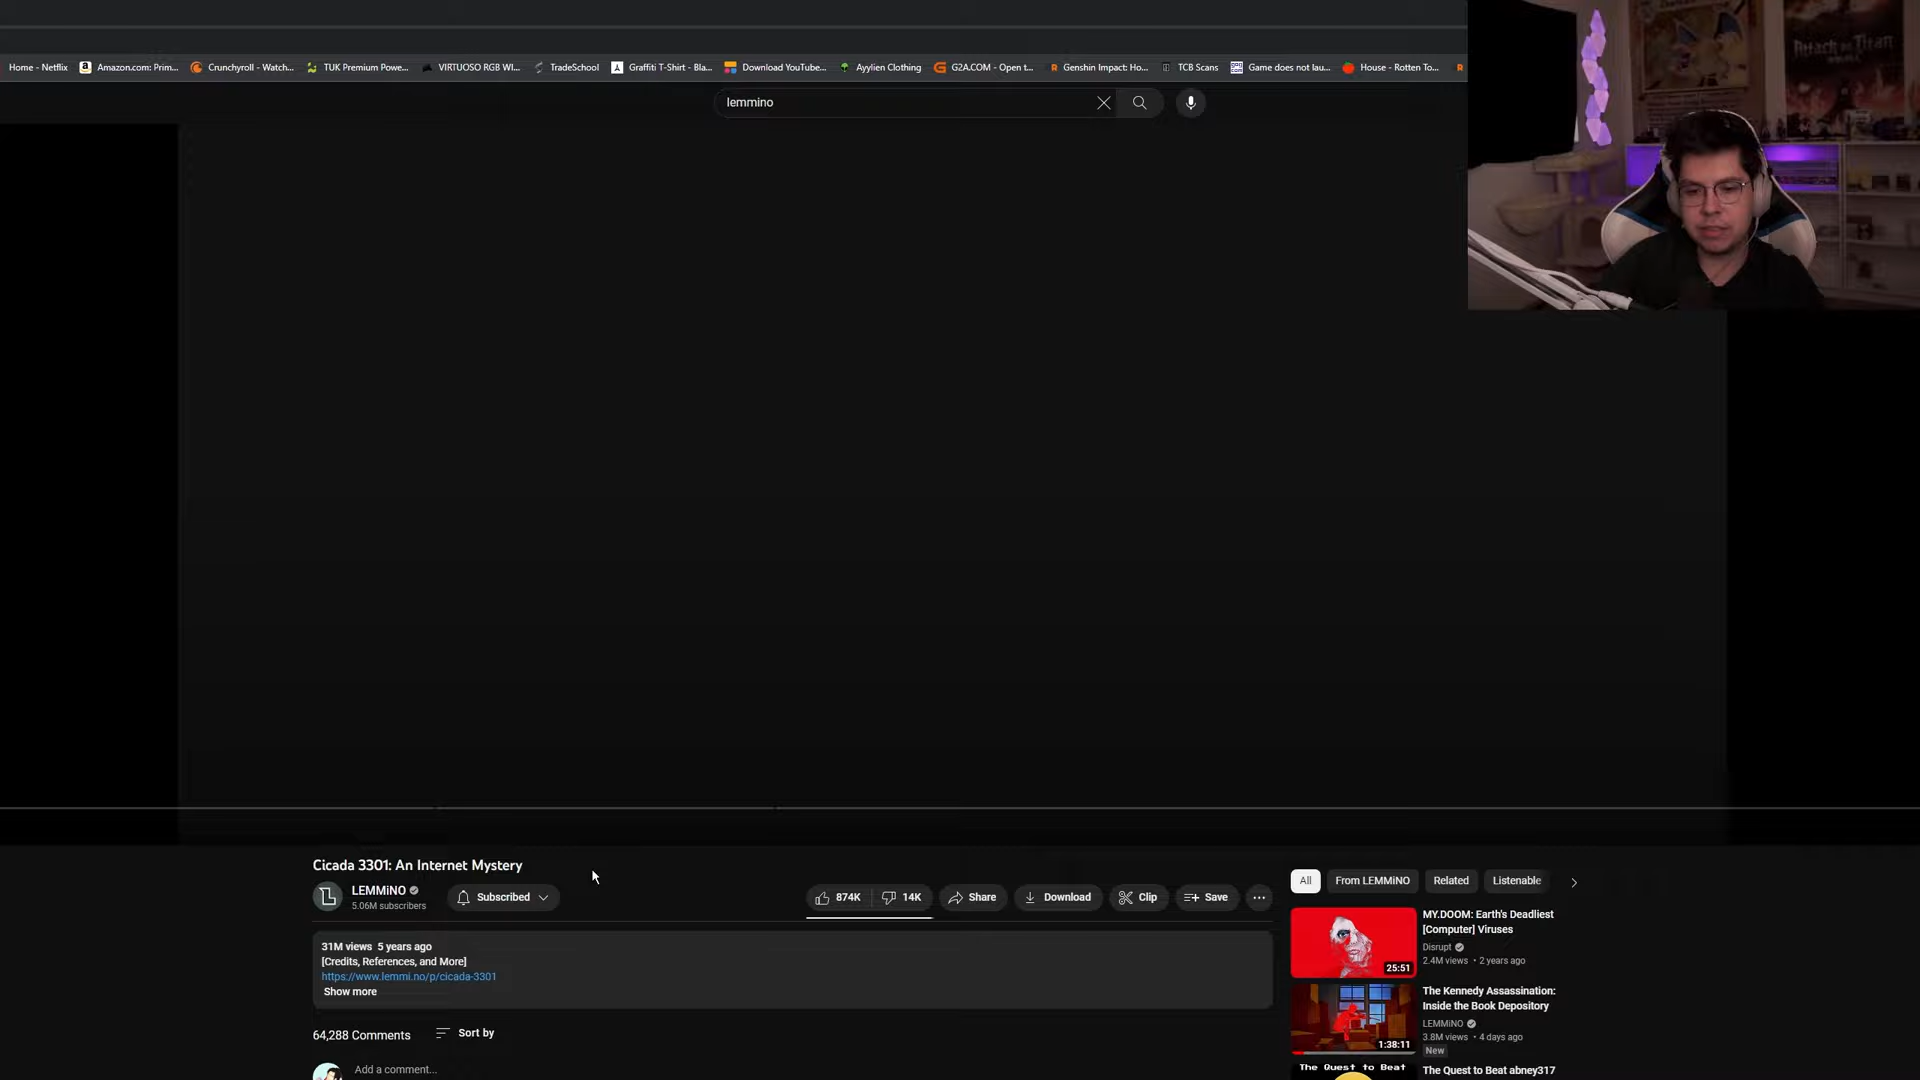 Home - Netflix
Amazon.com: Prim...
Crunchyroll - Watch...
TUK Premium Powe...
VIRTUOSO RGB WI...
TradeSchool
Graffiti T-Shirt - Bla...
Download YouTube...
Ayylien Clothing
G2A.COM - Open t...
Genshin Impact: Ho...
TCB Scans
Game does not lau...
House - Rotten To...
lemmino
Attack on Titan
Cicada 3301: An Internet Mystery
LEMMiNO
5.06M subscribers
Subscribed
874K
14K
Share
Download
Clip
Save
31M views 5 years ago
[Credits, References, and More]
https://www.lemmi.no/p/cicada-3301
Show more
64,288 Comments
Sort by
Add a comment...
All
From LEMMiNO
Related
Listenable
25:51
MY.DOOM: Earth's Deadliest
[Computer] Viruses
Disrupt
2.4M views • 2 years ago
1:38:11
The Kennedy Assassination:
Inside the Book Depository
LEMMiNO
3.8M views • 4 days ago
New
The Quest to Beat
The Quest to Beat abney317